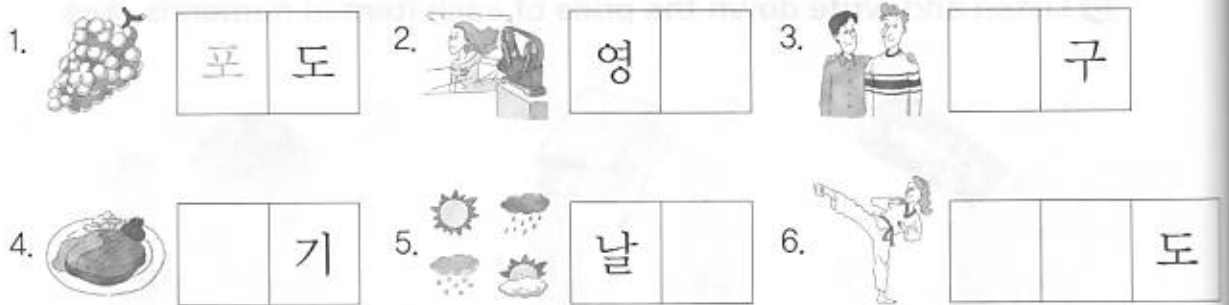 1. 포 도 2. 영 3. 구
4. 기 5. 날 6. 도